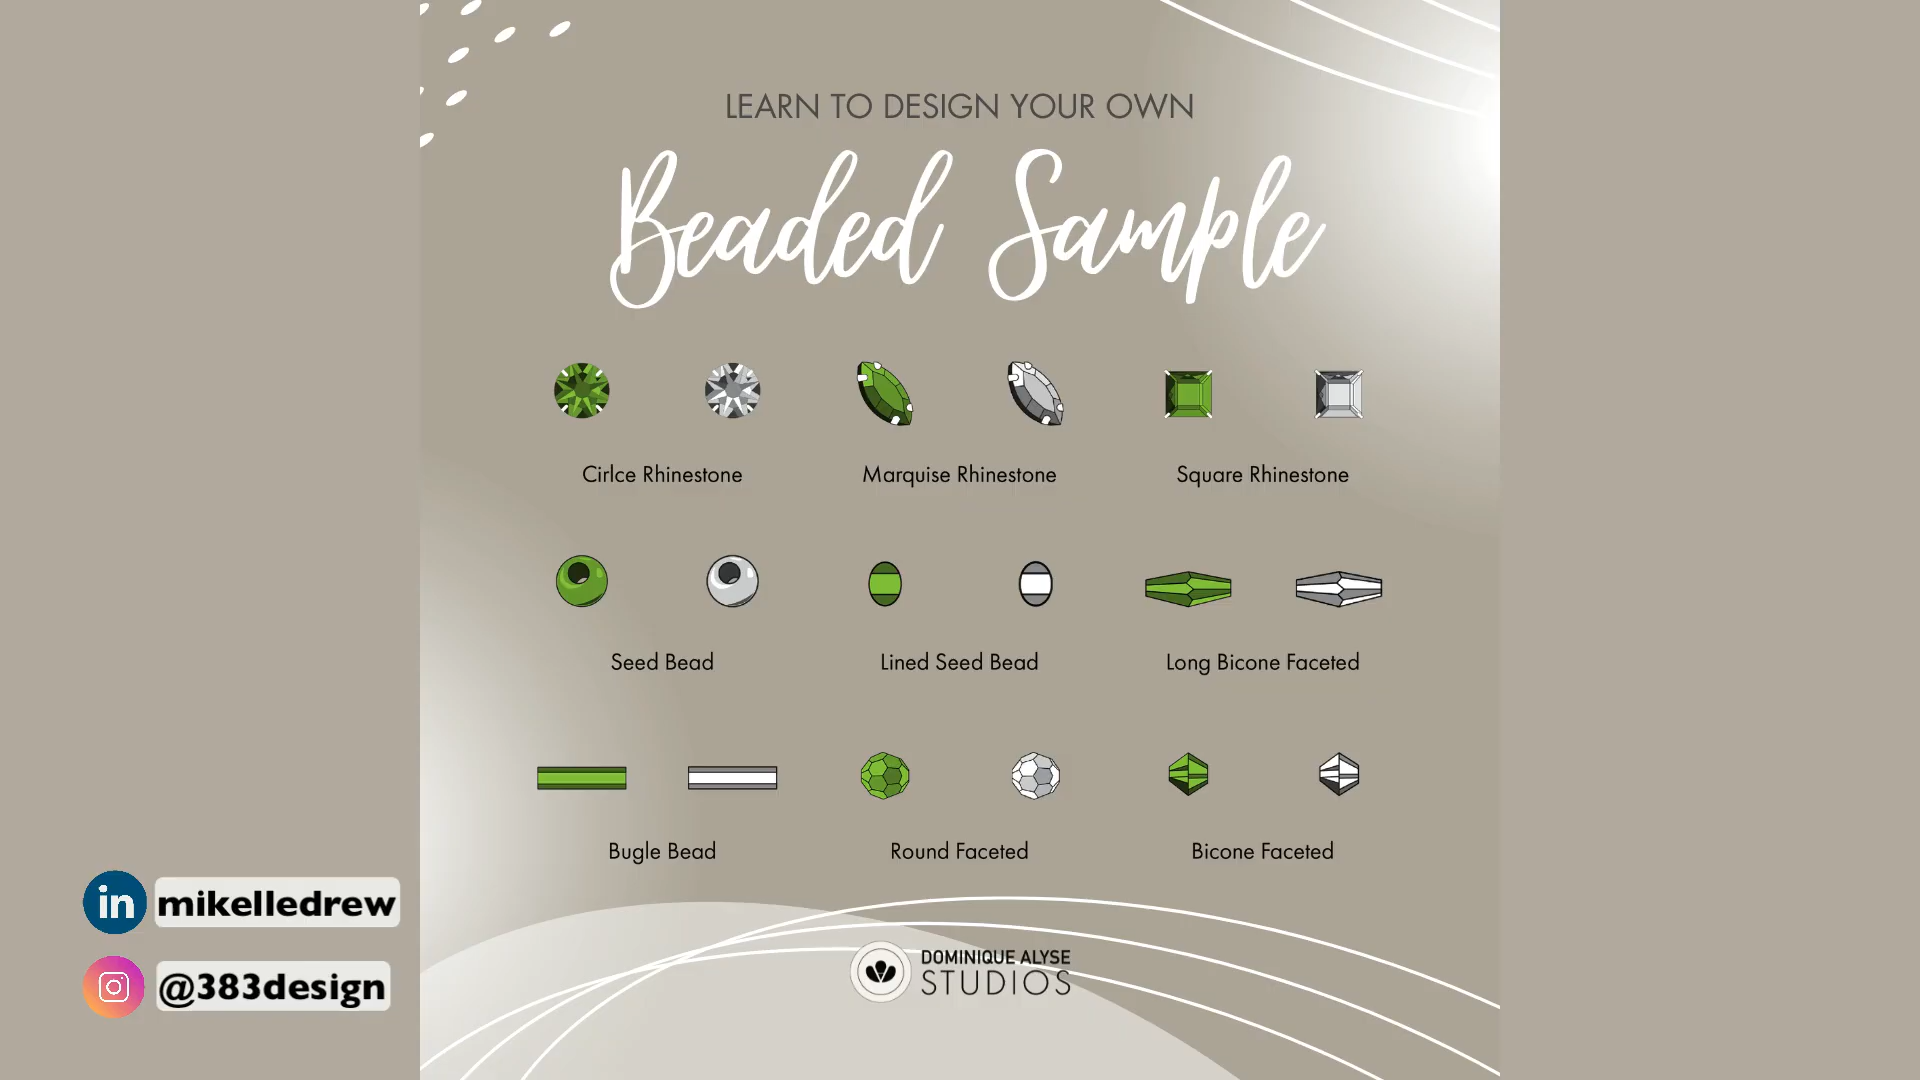 LEARN TO DESIGN YOUR OWN
Beaded Sample
Cirlce Rhinestone
Marquise Rhinestone
Square Rhinestone
Seed Bead
Lined Seed Bead
Long Bicone Faceted
Bugle Bead
Round Faceted
Bicone Faceted
in mikelledrew
@383design
DOMINIQUE ALYSE
STUDIOS